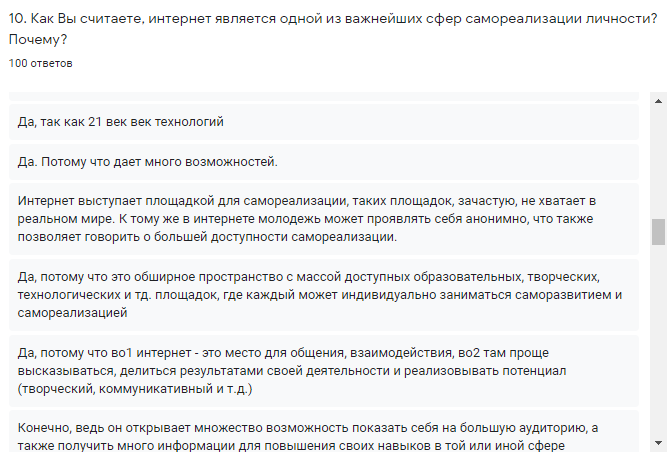 10. Как Вы считаете, интернет является одной из важнейших сфер самореализации личности?
Почему?
100 ответов
Да, так как 21 век век технологий
Да. Потому что дает много возможностей.
Интернет выступает площадкой для самореализации, таких площадок, зачастую, не хватает в
реальном мире. К тому же в интернете молодежь может проявлять себя анонимно, что также
позволяет говорить о большей доступности самореализации.
Да, потому что это обширное пространство с массой доступных образовательных, творческих,
технологических и тд. площадок, где каждый может индивидуально заниматься саморазвитием и
самореализацией
Да, потому что во1 интернет - это место для общения, взаимодействия, во2 там проще
высказываться, делиться результатами своей деятельности и реализовывать потенциал
(творческий, коммуникативный и т.д.)
Конечно, ведь он открывает множество возможность показать себя на большую аудиторию, а
также получить много информации для повышения своих навыков в той или иной сфере